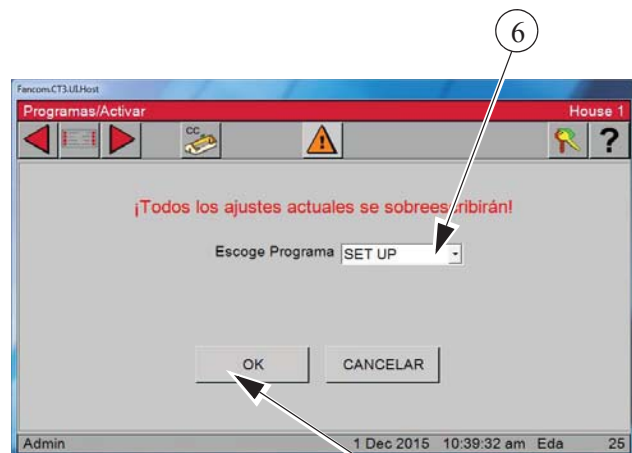 6
Fancom.CT3.UI.Host
Programas/Activar House 1
CC
?
¡Todos los ajustes actuales se sobreescribirán!
Escoge Programa SET UP
OK CANCELAR
Admin 1 Dec 2015 10:39:32 am Eda 25